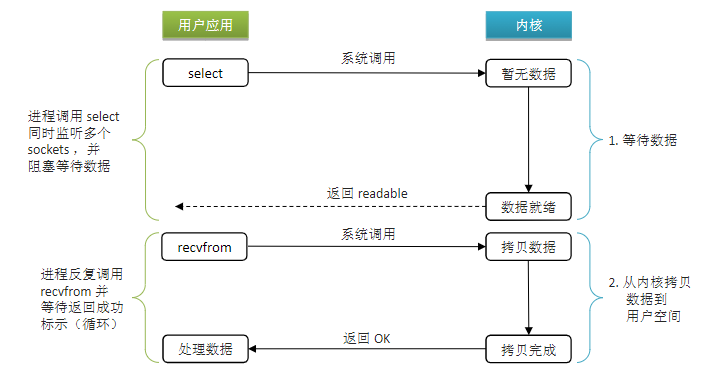 用户应用
内核
select
系统调用
暂无数据
进程调用 select
同时监听多个
sockets ，并
阻塞等待数据
1. 等待数据
返回 readable
数据就绪
recvfrom
系统调用
拷贝数据
进程反复调用
recvfrom 并
等待返回成功
标示（循环）
2. 从内核拷贝
数据到
用户空间
处理数据
返回 OK
拷贝完成